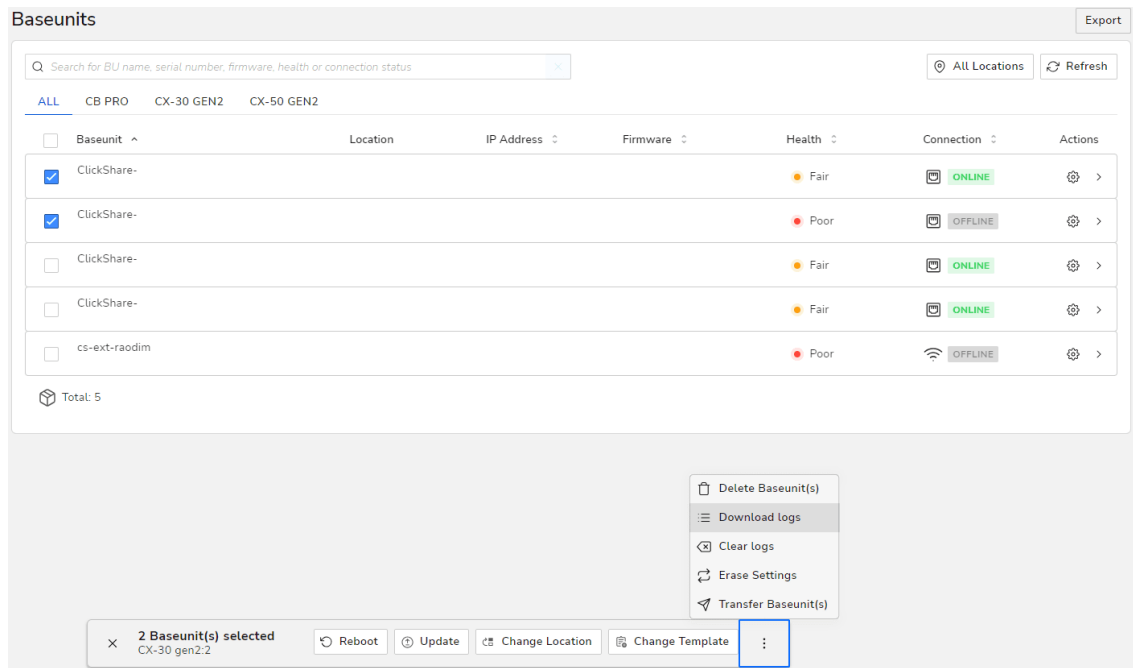 Baseunits
Export
Search for BU name, serial number, firmware, health or connection status
All Locations
Refresh
ALL CB PRO CX-30 GEN2 CX-50 GEN2
Baseunit Location IP Address Firmware Health Connection Actions
ClickShare- Fair ONLINE
ClickShare- Poor OFFLINE
ClickShare- Fair ONLINE
ClickShare- Fair ONLINE
cs-ext-raodim Poor OFFLINE
Total: 5
Delete Baseunit(s)
Download logs
Clear logs
Erase Settings
Transfer Baseunit(s)
2 Baseunit(s) selected
CX-30 gen2:2
Reboot Update Change Location Change Template